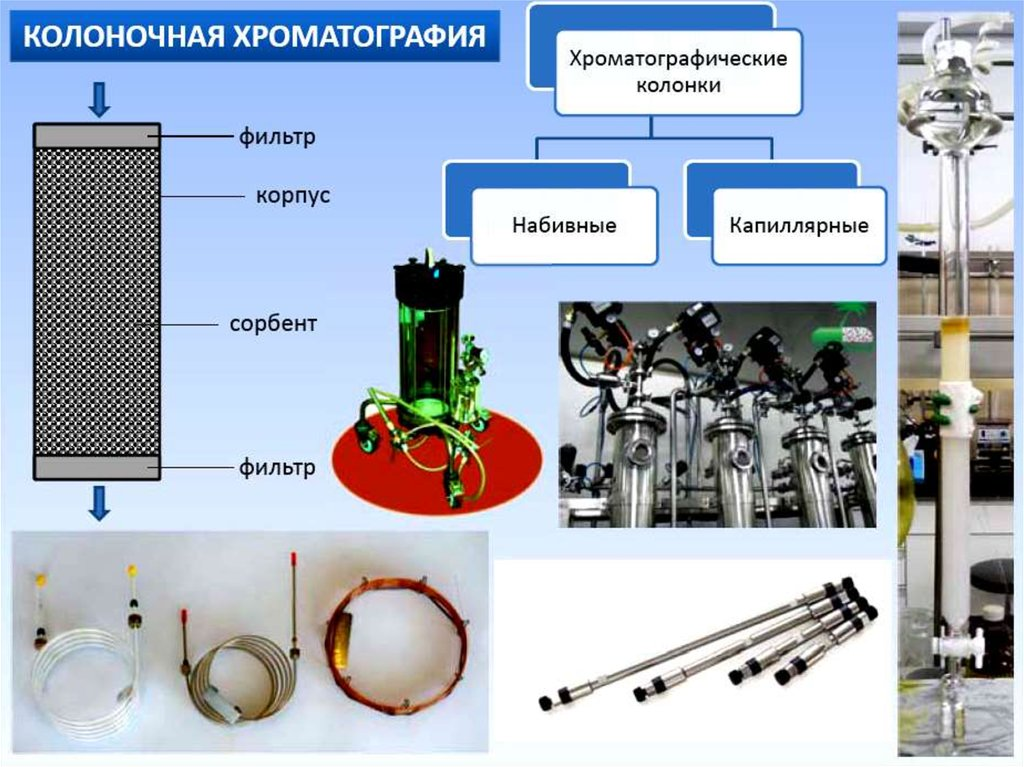 КОЛОНОЧНАЯ ХРОМАТОГРАФИЯ
Хроматографические
колонки
Набивные
Капиллярные
фильтр
корпус
сорбент
фильтр